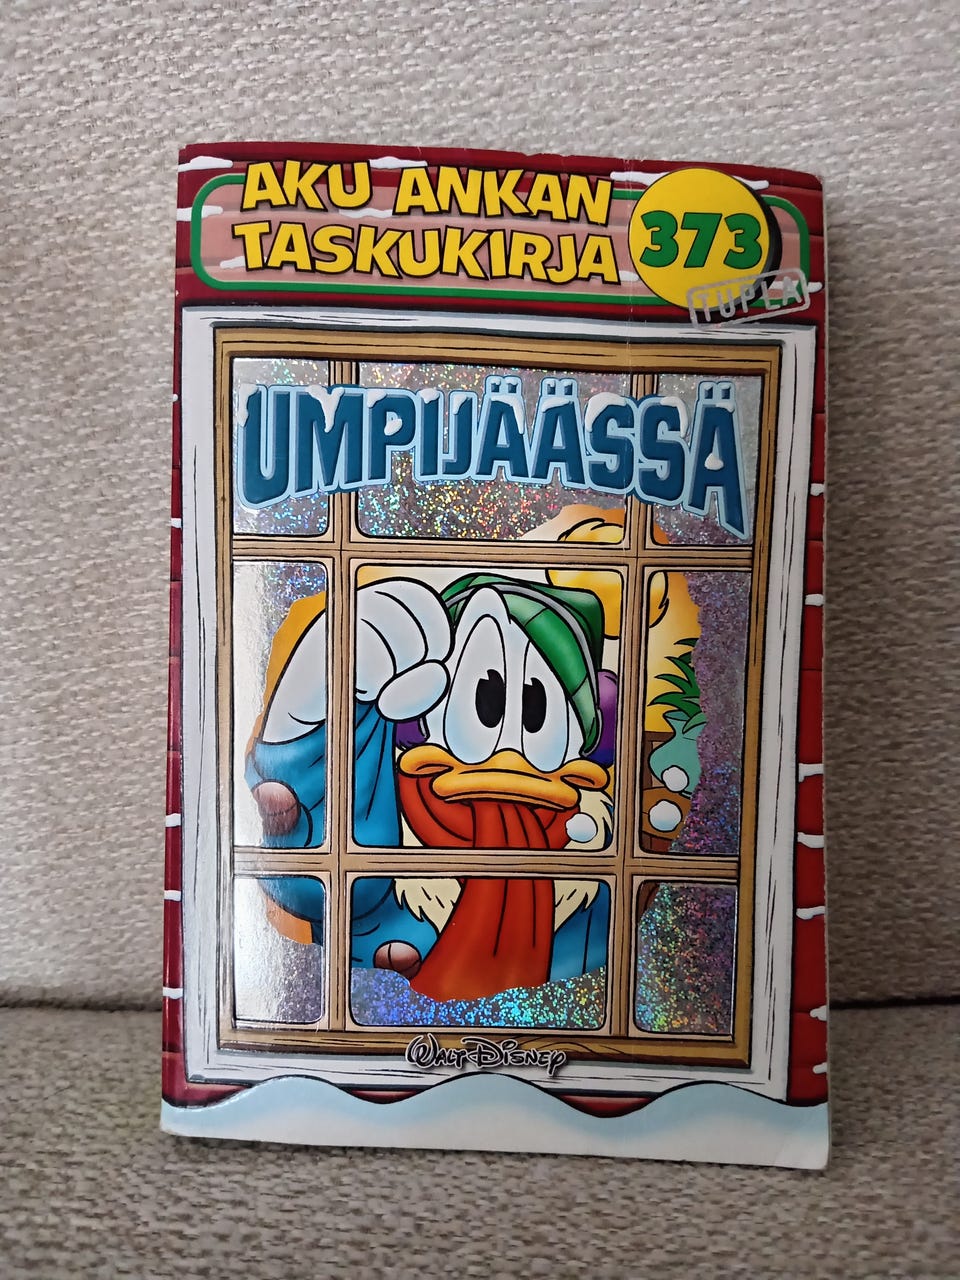 AKU ANKAN
TASKUKIRJA
373
TUPLA
UMPIJÄÄSSÄ
WALT DISNEY